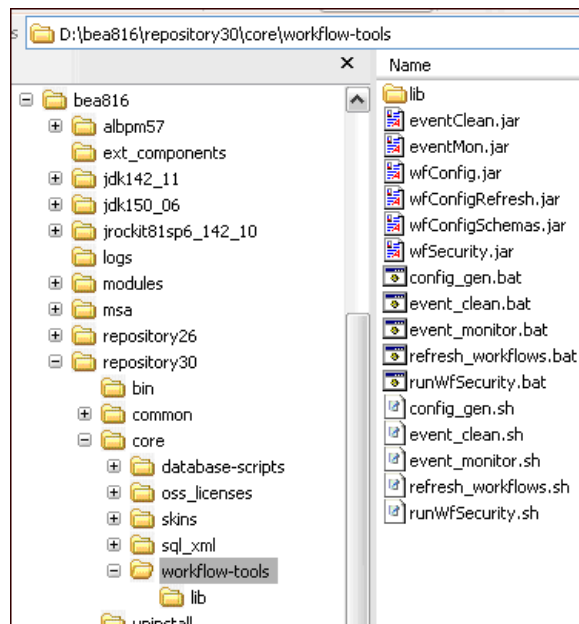 s D:\bea816\repository30\core\workflow-tools
x Name
bea816
albpm57
ext_components
jdk142_11
jdk150_06
jrockit81sp6_142_10
logs
modules
msa
repository26
repository30
bin
common
core
database-scripts
oss_licenses
skins
sql_xml
workflow-tools
lib
uninstall
lib
eventClean.jar
eventMon.jar
wfConfig.jar
wfConfigRefresh.jar
wfConfigSchemas.jar
wfSecurity.jar
config_gen.bat
event_clean.bat
event_monitor.bat
refresh_workflows.bat
runWfSecurity.bat
config_gen.sh
event_clean.sh
event_monitor.sh
refresh_workflows.sh
runWfSecurity.sh